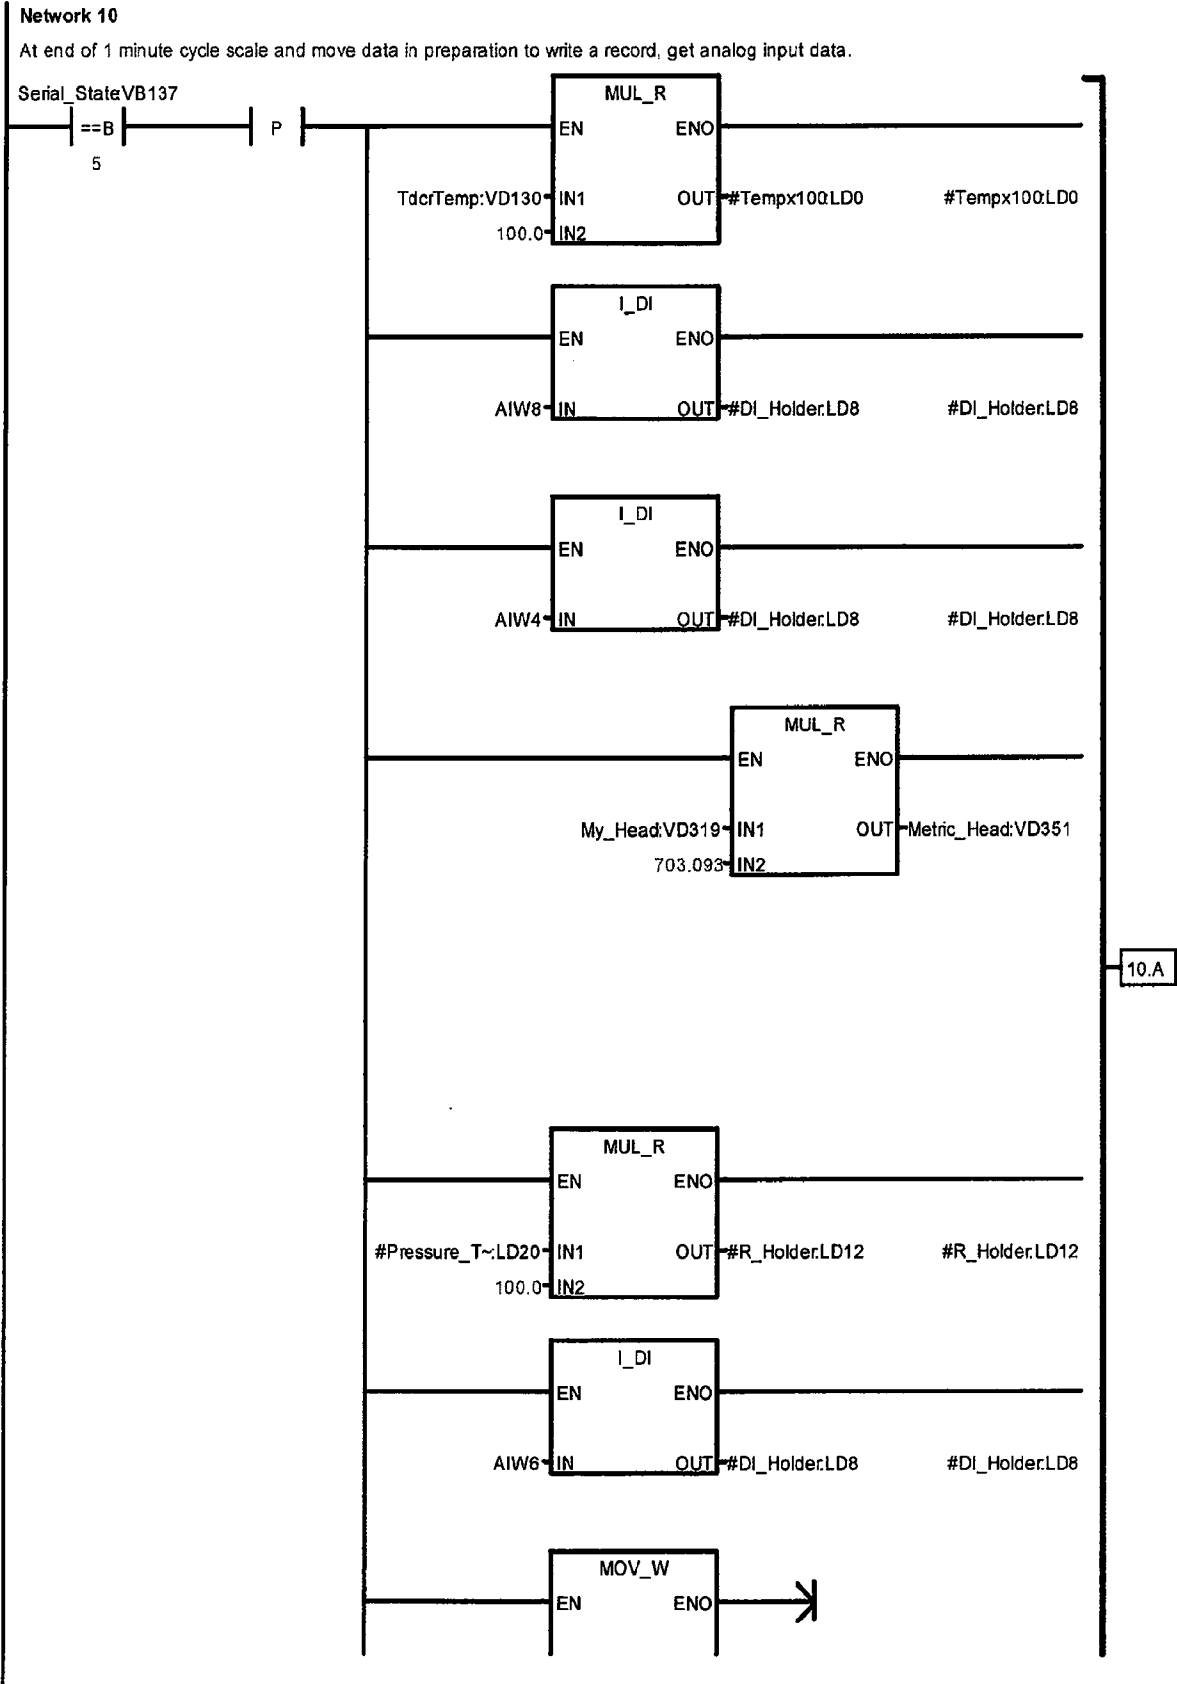 Network 10
At end of 1 minute cycle scale and move data in preparation to write a record, get analog input data.
Serial_State:VB137
==B
P
5
MUL_R
EN ENO
TdcrTemp:VD130 IN1 OUT #Tempx100:LD0 #Tempx100:LD0
100.0 IN2
I_DI
EN ENO
AIW8 IN OUT #DI_Holder:LD8 #DI_Holder:LD8
I_DI
EN ENO
AIW4 IN OUT #DI_Holder:LD8 #DI_Holder:LD8
MUL_R
EN ENO
My_Head:VD319 IN1 OUT Metric_Head:VD351
703.093 IN2
10.A
MUL_R
EN ENO
#Pressure_T~:LD20 IN1 OUT #R_Holder:LD12 #R_Holder:LD12
100.0 IN2
I_DI
EN ENO
AIW6 IN OUT #DI_Holder:LD8 #DI_Holder:LD8
MOV_W
EN ENO